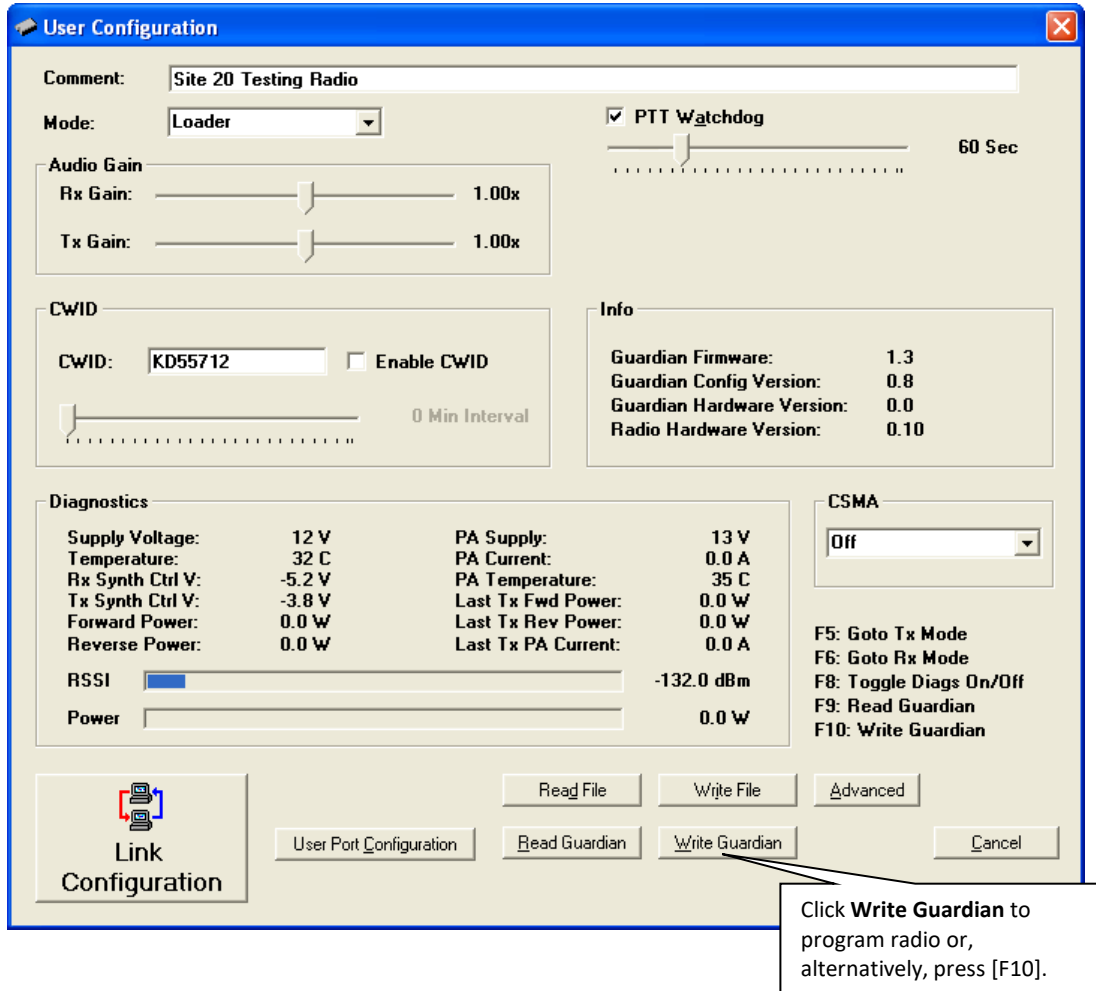 User Configuration
Comment: Site 20 Testing Radio
Mode: Loader
PTT Watchdog
60 Sec
Audio Gain
Rx Gain: 1.00x
Tx Gain: 1.00x
CWID
CWID: KD55712 Enable CWID
0 Min Interval
Info
Guardian Firmware: 1.3
Guardian Config Version: 0.8
Guardian Hardware Version: 0.0
Radio Hardware Version: 0.10
Diagnostics
Supply Voltage: 12 V PA Supply: 13 V
Temperature: 32 C PA Current: 0.0 A
Rx Synth Ctrl V: -5.2 V PA Temperature: 35 C
Tx Synth Ctrl V: -3.8 V Last Tx Fwd Power: 0.0 W
Forward Power: 0.0 W Last Tx Rev Power: 0.0 W
Reverse Power: 0.0 W Last Tx PA Current: 0.0 A
RSSI -132.0 dBm
Power 0.0 W
CSMA
Off
F5: Goto Tx Mode
F6: Goto Rx Mode
F8: Toggle Diags On/Off
F9: Read Guardian
F10: Write Guardian
Link
Configuration
Read File Write File Advanced
User Port Configuration Read Guardian Write Guardian Cancel
Click Write Guardian to
program radio or,
alternatively, press [F10].